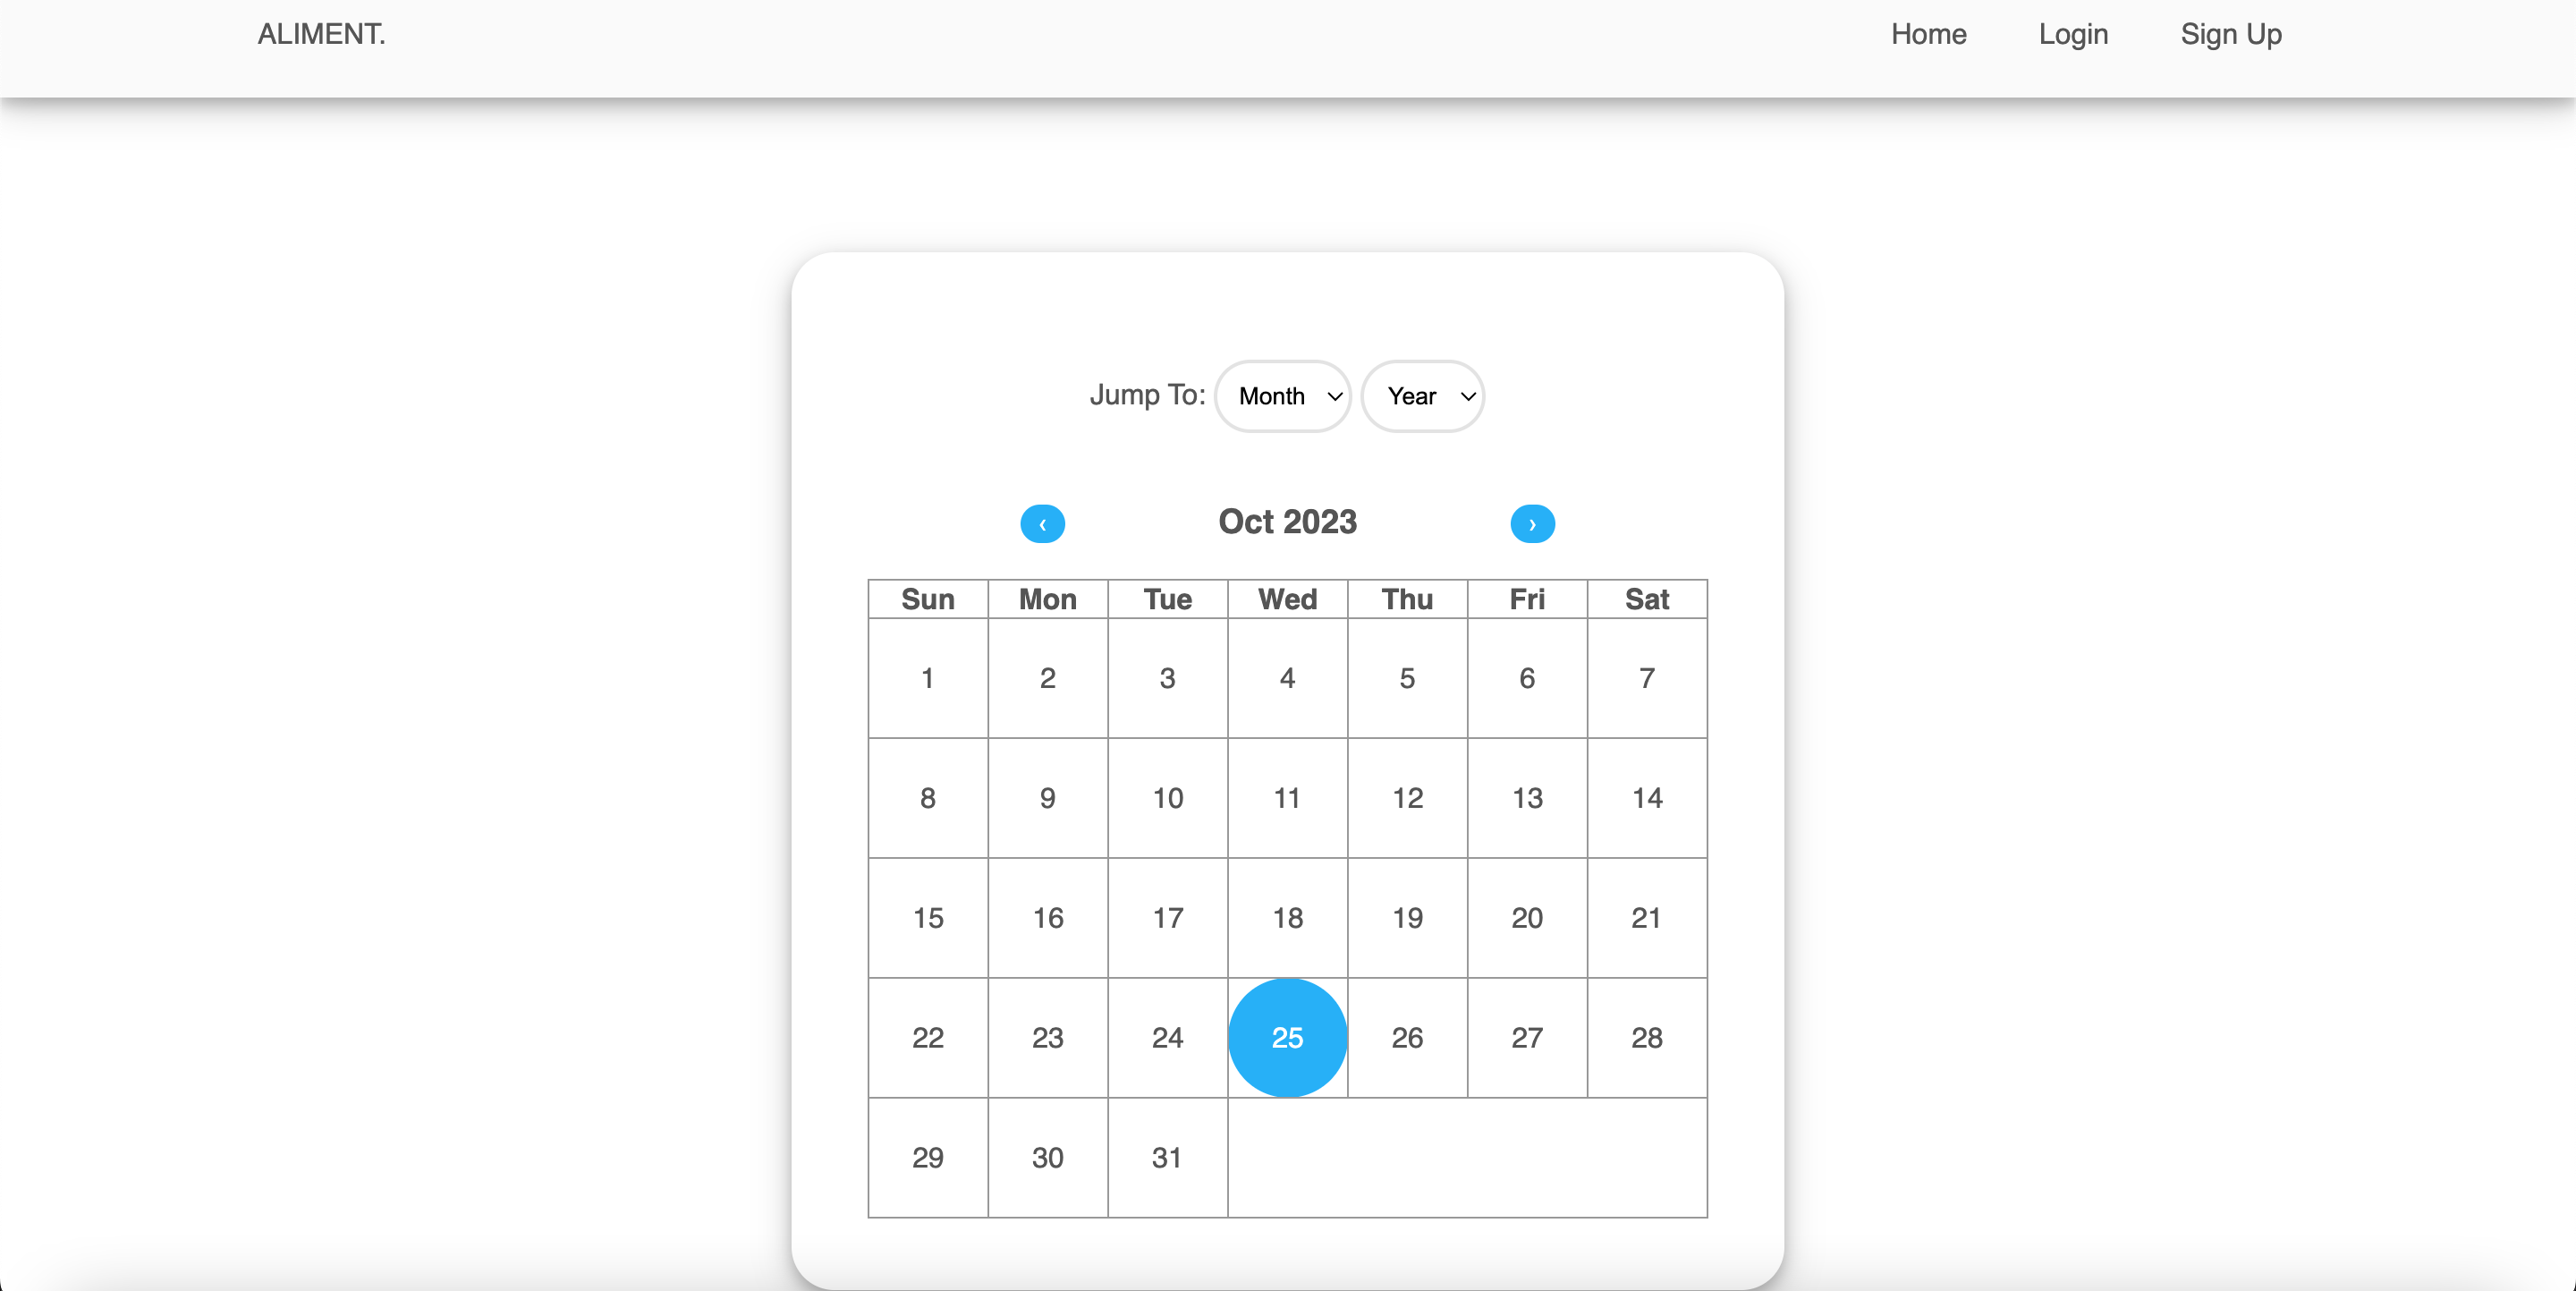 ALIMENT. Home Login Sign Up
Jump To: Month Year
‹ Oct 2023 ›
Sun Mon Tue Wed Thu Fri Sat
1 2 3 4 5 6 7
8 9 10 11 12 13 14
15 16 17 18 19 20 21
22 23 24 25 26 27 28
29 30 31